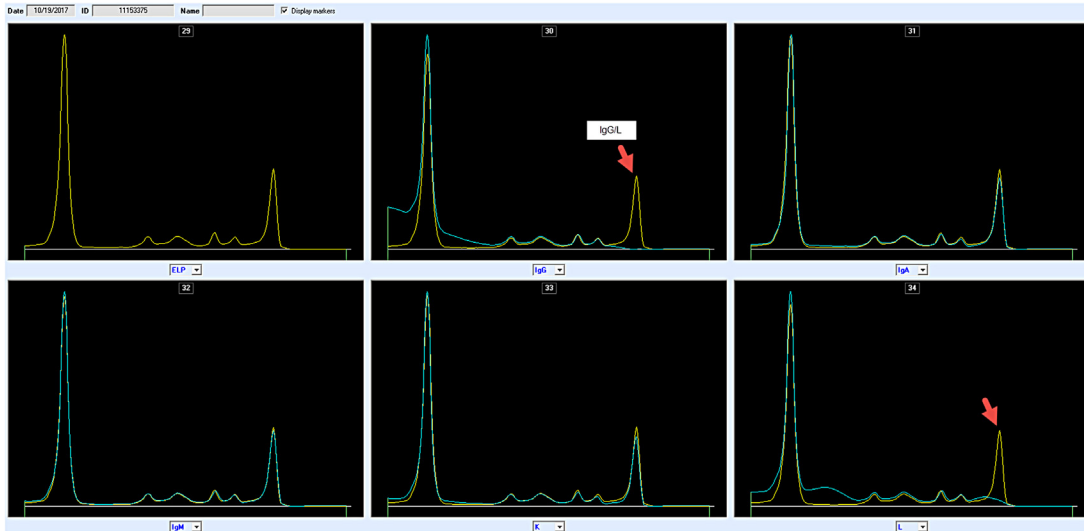 Date 10/19/2017 ID 11153375 Name Display markers
29 30 31
IgG/L
ELP IgG IgA
32 33 34
IgM K L